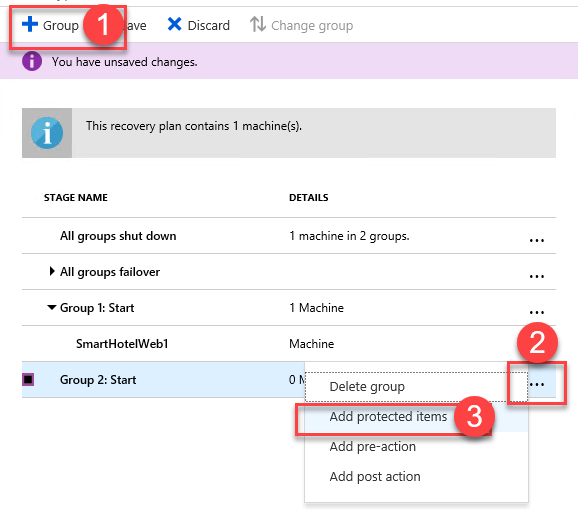 Group 1 ave Discard Change group
You have unsaved changes.
This recovery plan contains 1 machine(s).
STAGE NAME DETAILS
All groups shut down 1 machine in 2 groups. ...
All groups failover ...
Group 1: Start 1 Machine ...
SmartHotelWeb1 Machine
2
Group 2: Start 0 M ...
Delete group
Add protected items 3
Add pre-action
Add post action